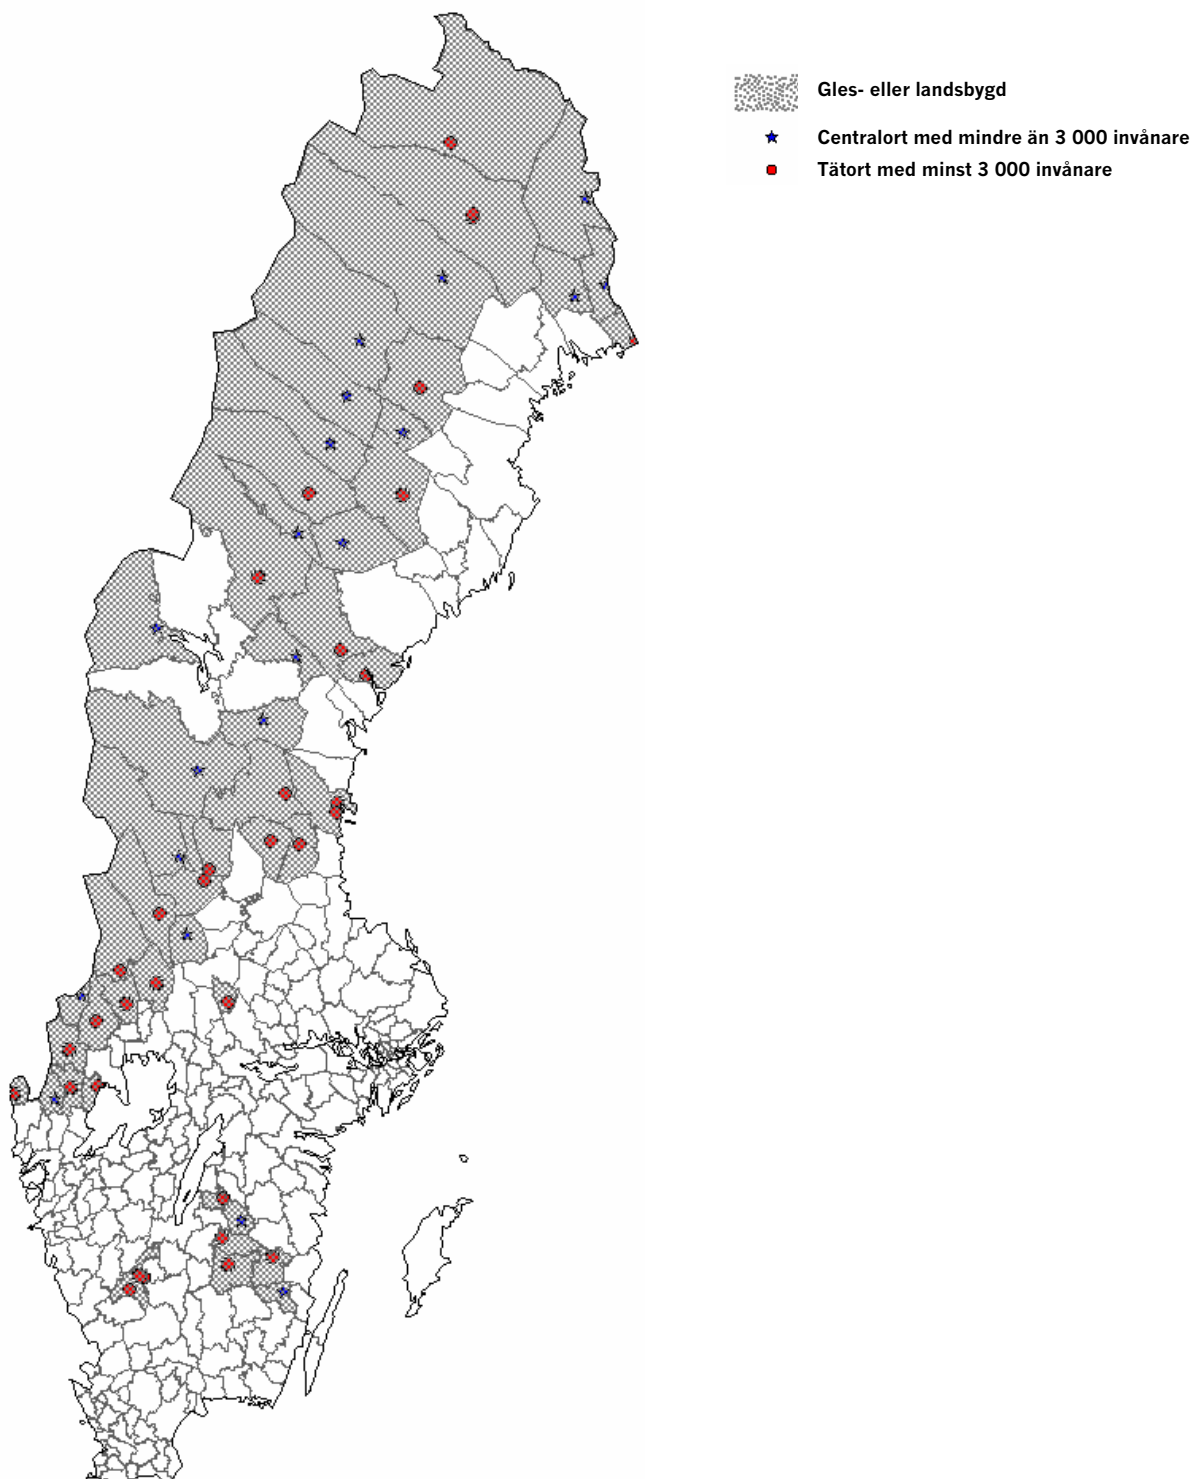 Gles- eller landsbygd
Centralort med mindre än 3 000 invånare
Tätort med minst 3 000 invånare